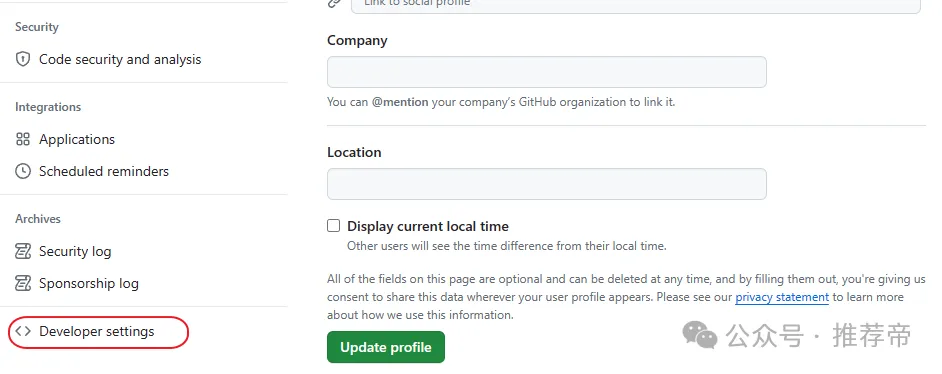 Link to social profile
Security
Code security and analysis
Integrations
Applications
Scheduled reminders
Archives
Security log
Sponsorship log
Developer settings
Company
You can @mention your company's GitHub organization to link it.
Location
Display current local time
Other users will see the time difference from their local time.
All of the fields on this page are optional and can be deleted at any time, and by filling them out, you're giving us
consent to share this data wherever your user profile appears. Please see our privacy statement to learn more
about how we use this information.
Update profile
公众号 · 推荐帝